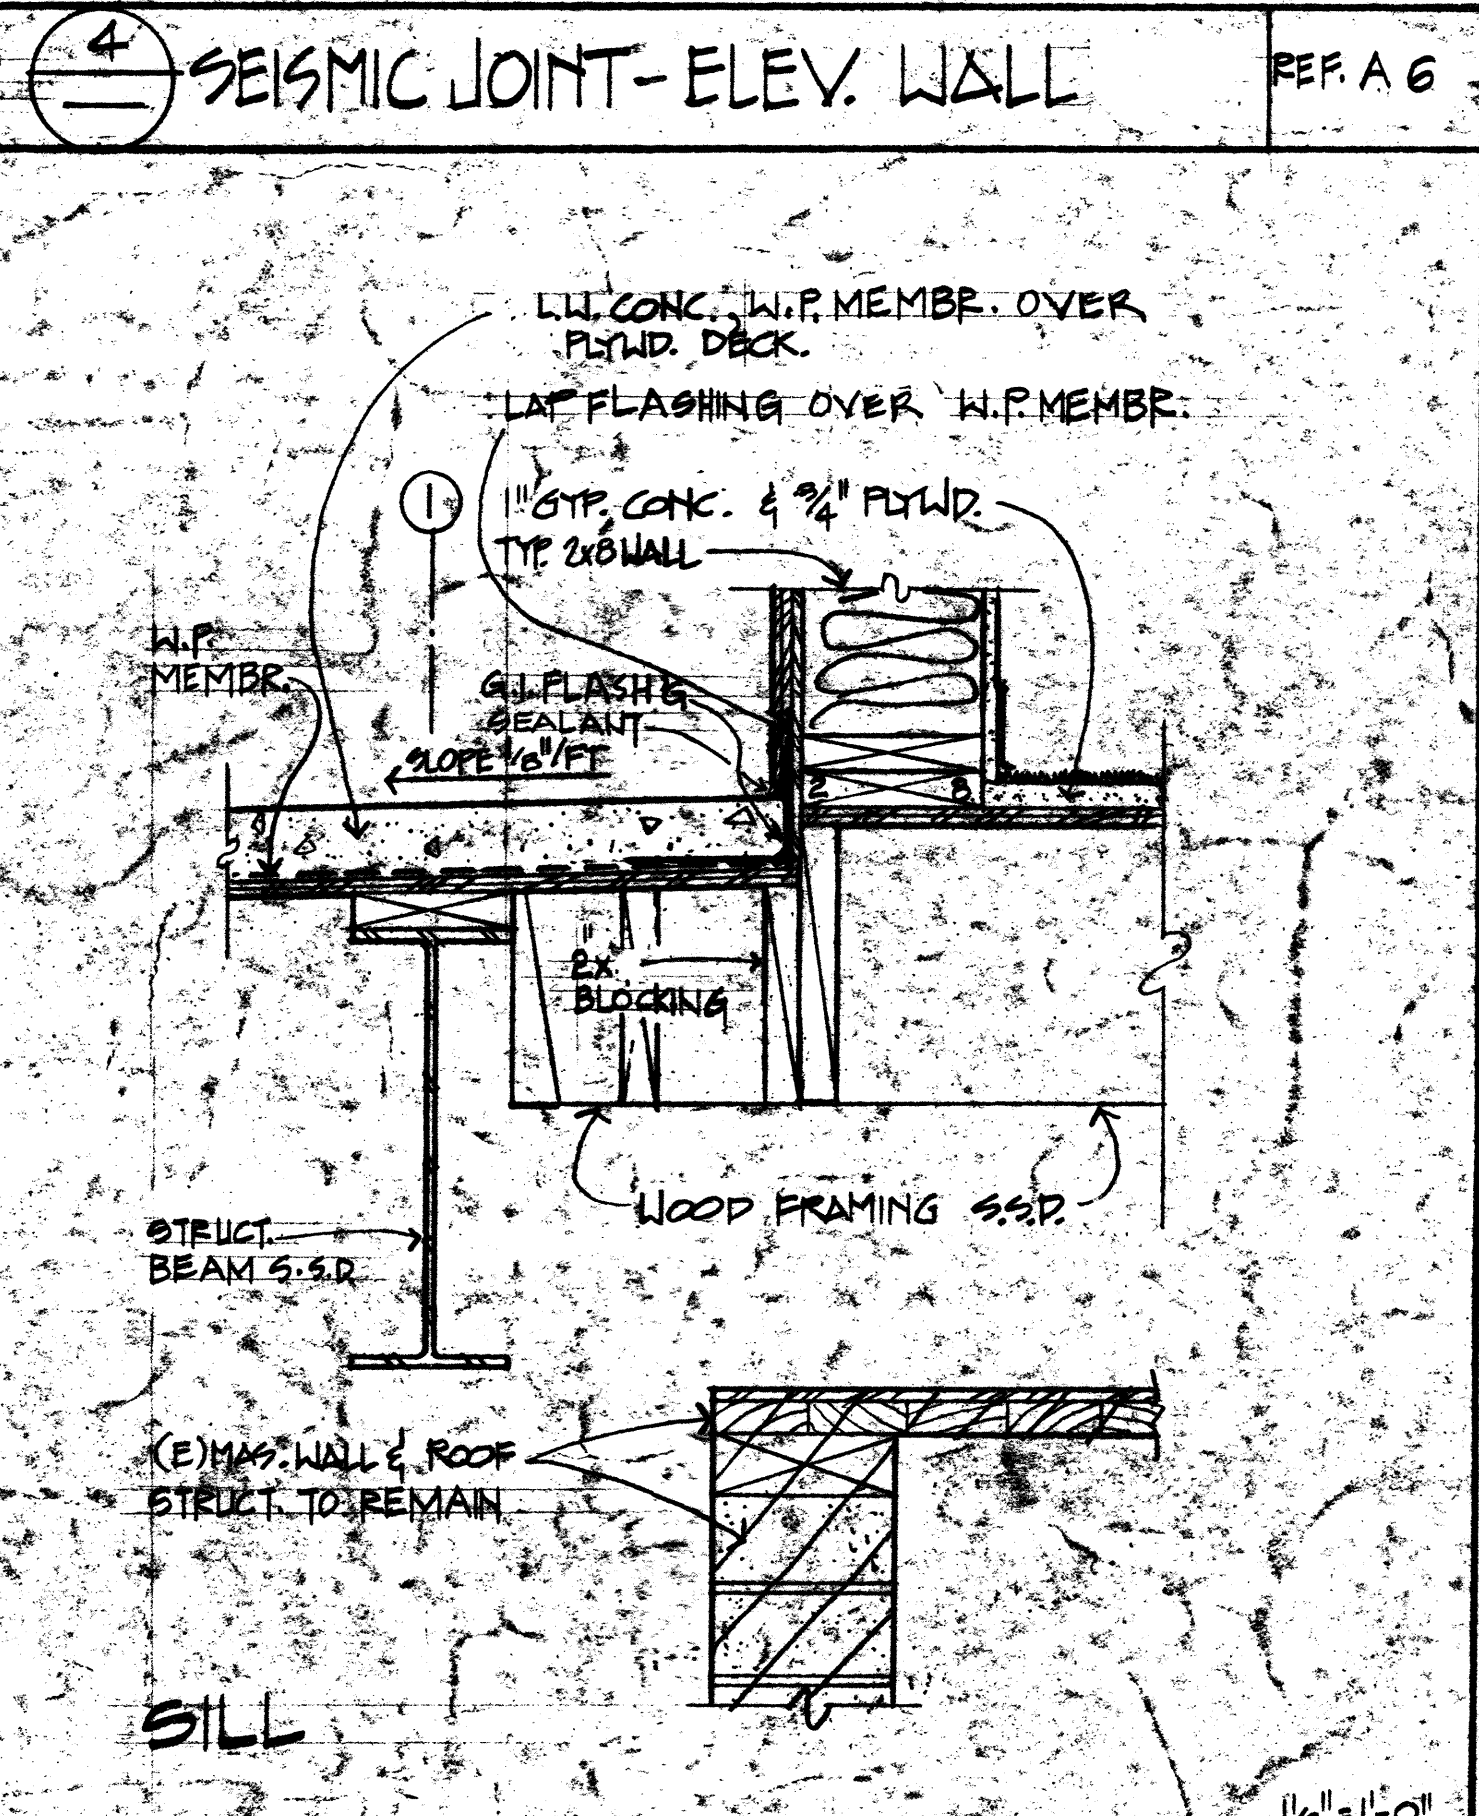 4
SEISMIC JOINT- ELEV. WALL
REF. A 6
L.W. CONC., W.P. MEMBR. OVER
PLYWD. DECK.
LAP FLASHING OVER W.P. MEMBR.
1
1" GYP. CONC. & 3/4" PLYWD.
TYP. 2x8 WALL
W.P.
MEMBR.
G.I. FLASH'G
SEALANT
SLOPE 1/8"/FT
2 8
2x
BLOCKING
WOOD FRAMING S.S.D.
STRUCT.
BEAM S.S.D
(E) MAS. WALL & ROOF
STRUCT. TO REMAIN
SILL